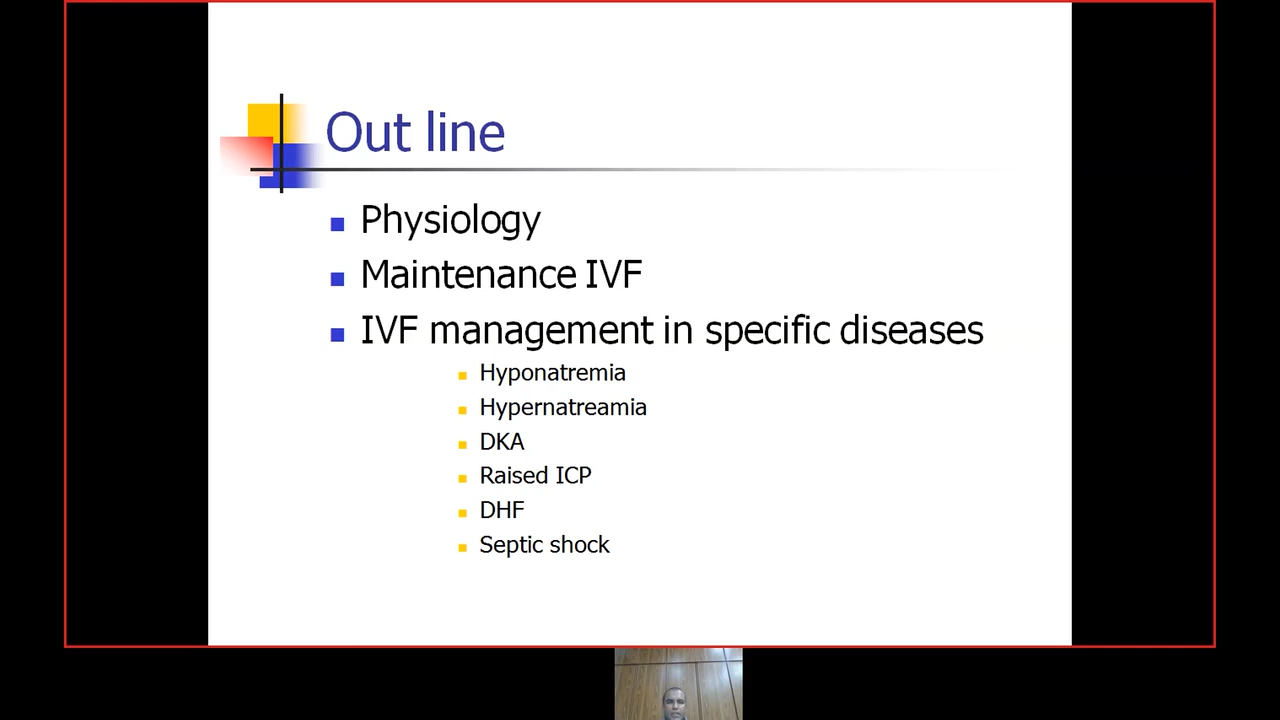 Out line
Physiology
Maintenance IVF
IVF management in specific diseases
Hyponatremia
Hypernatreamia
DKA
Raised ICP
DHF
Septic shock